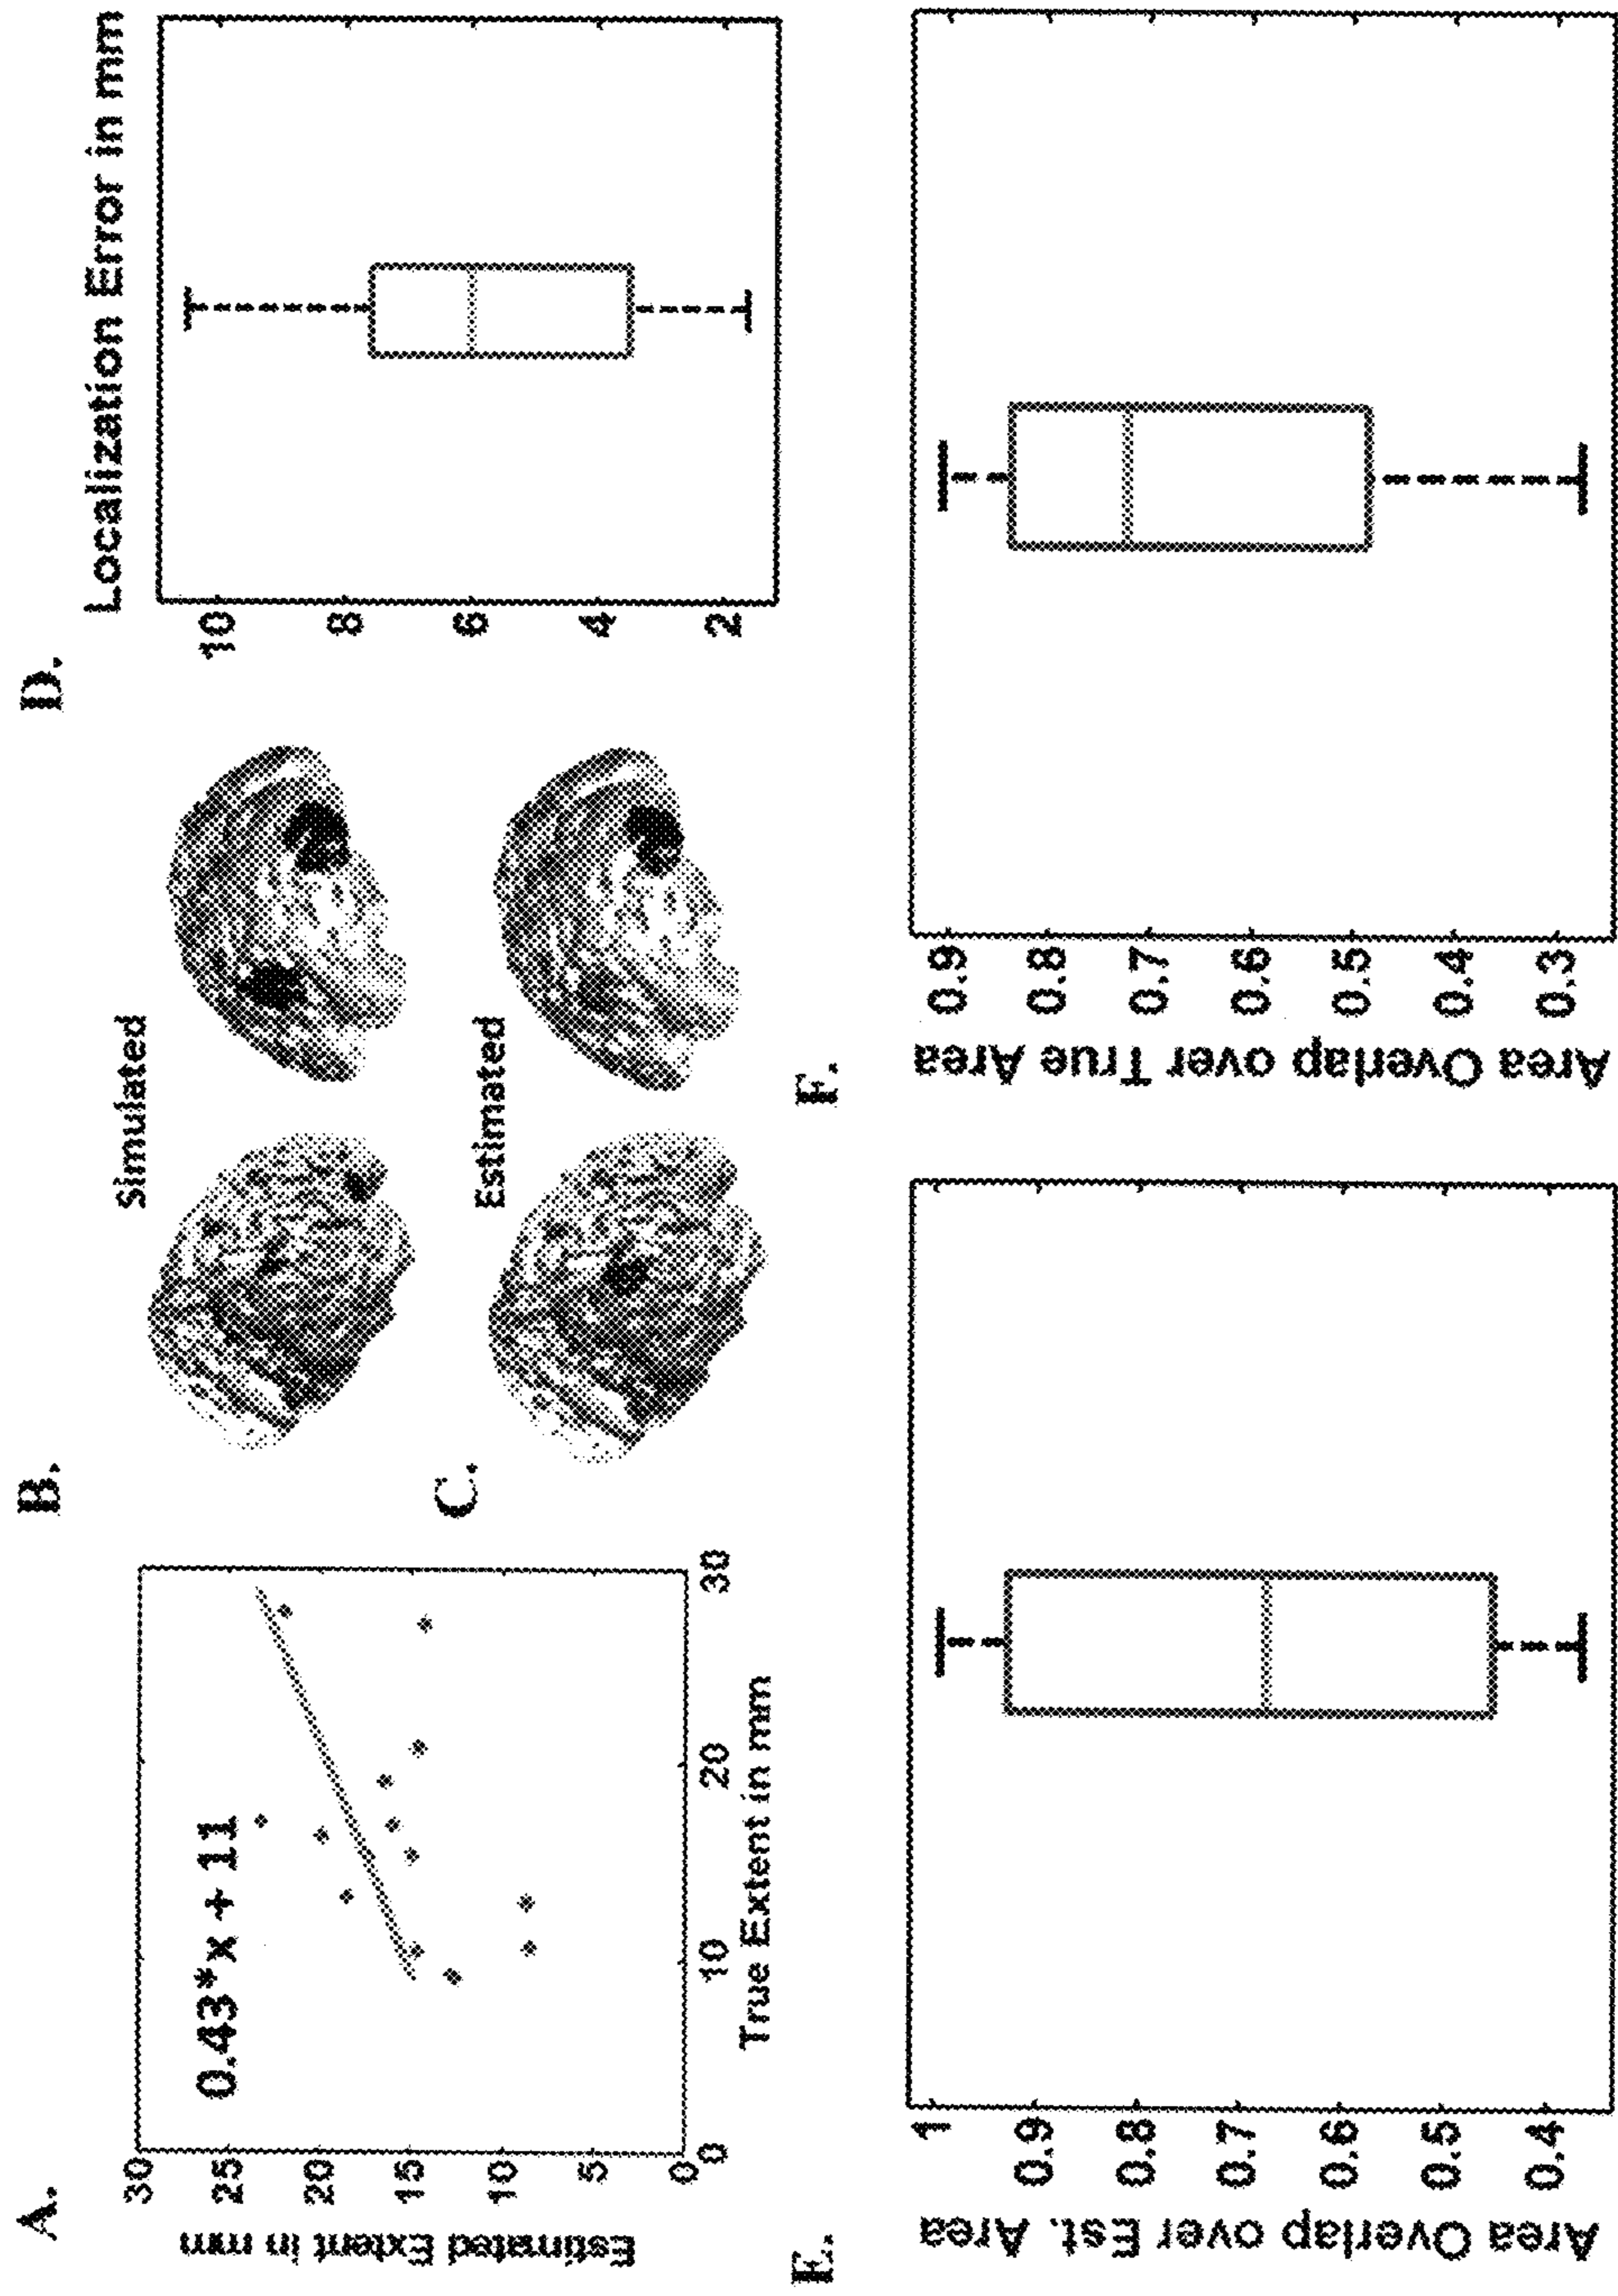 A.
0.43*x + 11
30
25
20
15
10
5
0
0
10
20
30
Estimated Extent in mm
True Extent in mm
B.
Simulated
C.
Estimated
D.
Localization Error in mm
10
8
6
4
2
E.
Area Overlap over Est. Area
1
0.9
0.8
0.7
0.6
0.5
0.4
F.
Area Overlap over True Area
0.9
0.8
0.7
0.6
0.5
0.4
0.3